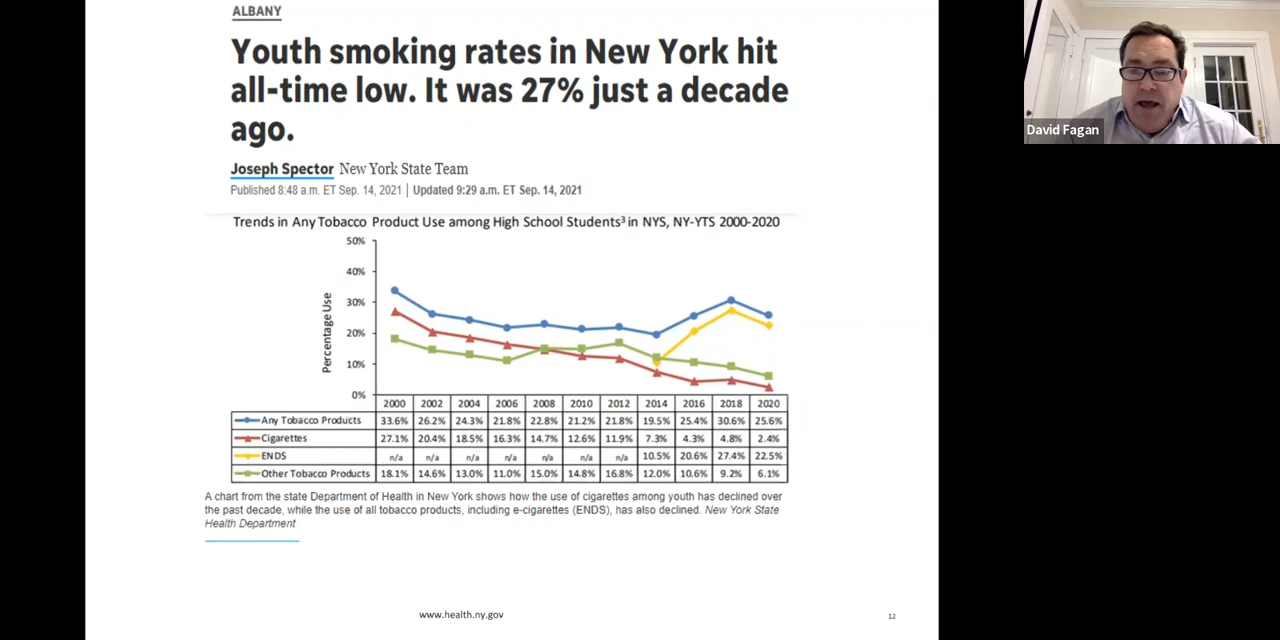 ALBANY
Youth smoking rates in New York hit
all-time low. It was 27% just a decade
ago.
Joseph Spector New York State Team
Published 8:48 a.m. ET Sep. 14, 2021 | Updated 9:29 a.m. ET Sep. 14, 2021
Trends in Any Tobacco Product Use among High School Students³ in NYS, NY-YTS 2000-2020
Percentage Use
50%
40%
30%
20%
10%
0%
2000 2002 2004 2006 2008 2010 2012 2014 2016 2018 2020
Any Tobacco Products 33.6% 26.2% 24.3% 21.8% 22.8% 21.2% 21.8% 19.5% 25.4% 30.6% 25.6%
Cigarettes 27.1% 20.4% 18.5% 16.3% 14.7% 12.6% 11.9% 7.3% 4.3% 4.8% 2.4%
ENDS n/a n/a n/a n/a n/a n/a n/a 10.5% 20.6% 27.4% 22.5%
Other Tobacco Products 18.1% 14.6% 13.0% 11.0% 15.0% 14.8% 16.8% 12.0% 10.6% 9.2% 6.1%
A chart from the state Department of Health in New York shows how the use of cigarettes among youth has declined over
the past decade, while the use of all tobacco products, including e-cigarettes (ENDS), has also declined. New York State
Health Department
www.health.ny.gov
12
David Fagan